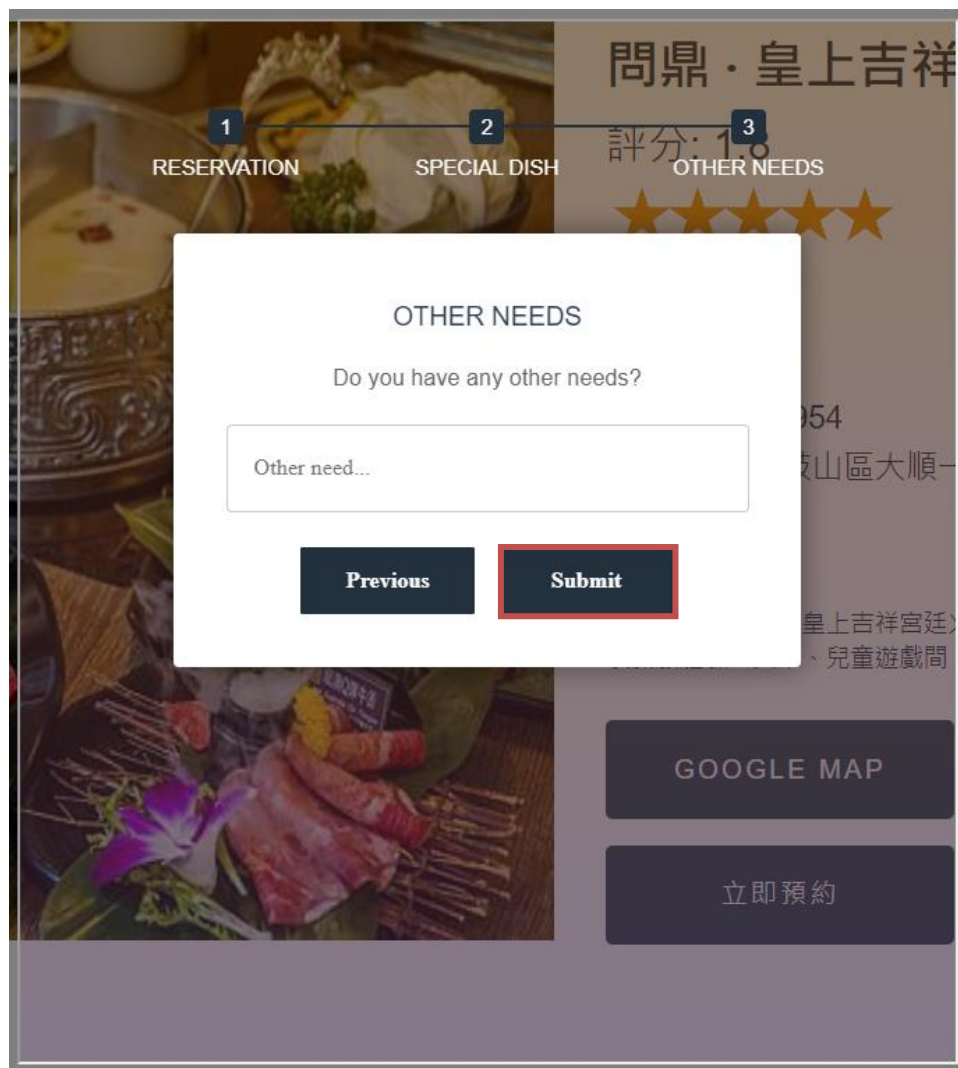 問鼎 · 皇上吉祥
1
2
3
評分: 1.8
RESERVATION
SPECIAL DISH
OTHER NEEDS
OTHER NEEDS
Do you have any other needs?
954
山區大順一
Other need...
Previous
Submit
皇上吉祥宮廷
、兒童遊戲間
GOOGLE MAP
立即預約